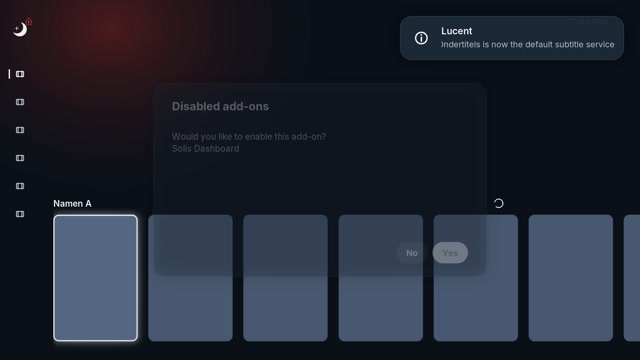 Lucent
Ondertitels is now the default subtitle service
Disabled add-ons
Would you like to enable this add-on?
Solis Dashboard
Namen A
No
Yes